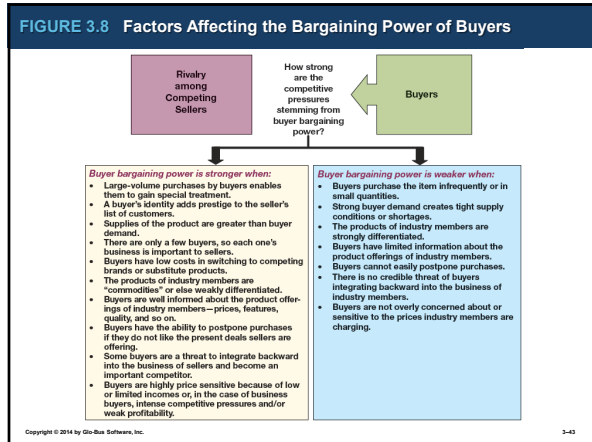 FIGURE 3.8 Factors Affecting the Bargaining Power of Buyers
Rivalry
among
Competing
Sellers
How strong
are the
competitive
pressures
stemming from
buyer bargaining
power?
Buyers
Buyer bargaining power is stronger when:
• Large-volume purchases by buyers enables
them to gain special treatment.
• A buyer's identity adds prestige to the seller's
list of customers.
• Supplies of the product are greater than buyer
demand.
• There are only a few buyers, so each one's
business is important to sellers.
• Buyers have low costs in switching to competing
brands or substitute products.
• The products of industry members are
"commodities" or else weakly differentiated.
• Buyers are well informed about the product offer-
ings of industry members—prices, features,
quality, and so on.
• Buyers have the ability to postpone purchases
if they do not like the present deals sellers are
offering.
• Some buyers are a threat to integrate backward
into the business of sellers and become an
important competitor.
• Buyers are highly price sensitive because of low
or limited incomes or, in the case of business
buyers, intense competitive pressures and/or
weak profitability.
Buyer bargaining power is weaker when:
• Buyers purchase the item infrequently or in
small quantities.
• Strong buyer demand creates tight supply
conditions or shortages.
• The products of industry members are
strongly differentiated.
• Buyers have limited information about the
product offerings of industry members.
• Buyers cannot easily postpone purchases.
• There is no credible threat of buyers
integrating backward into the business of
industry members.
• Buyers are not overly concerned about or
sensitive to the prices industry members are
charging.
Copyright © 2014 by Glo-Bus Software, Inc.
3–43